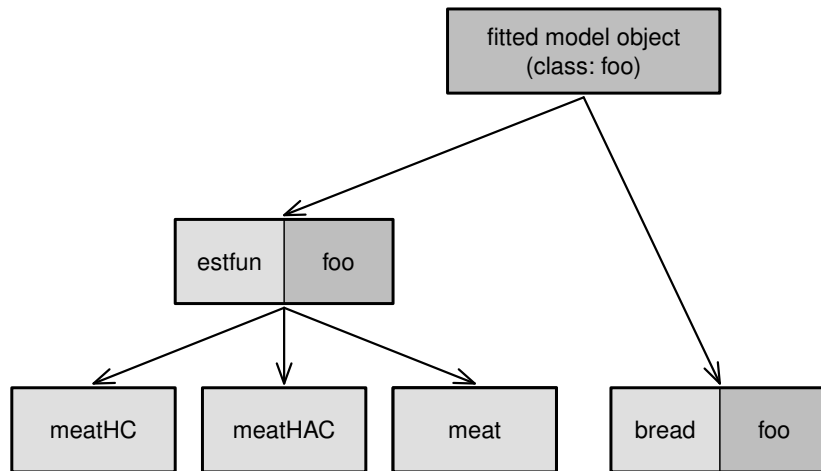 fitted model object
(class: foo)
estfun foo
meatHC meatHAC meat bread foo